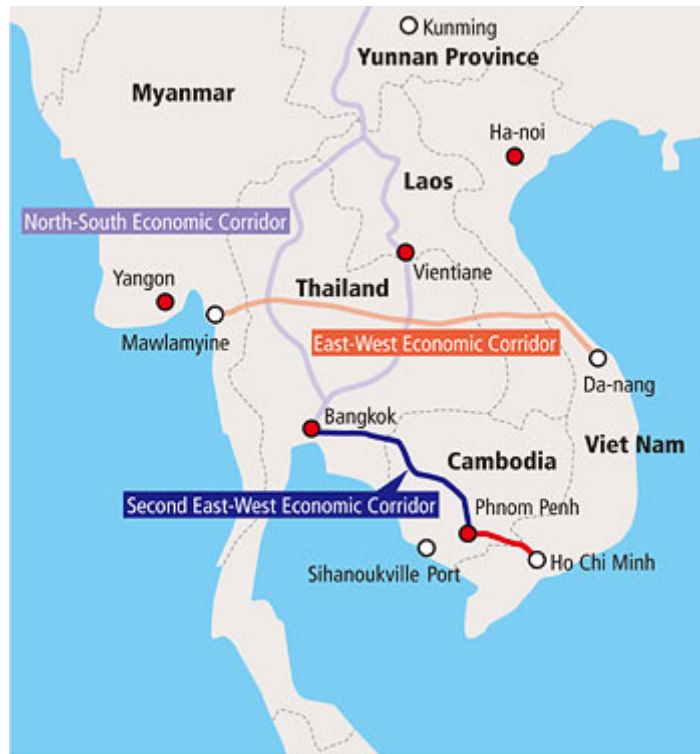 Kunming
Yunnan Province
Myanmar
Ha-noi
Laos
North-South Economic Corridor
Yangon
Vientiane
Thailand
Mawlamyine
East-West Economic Corridor
Da-nang
Bangkok
Viet Nam
Cambodia
Second East-West Economic Corridor
Phnom Penh
Sihanoukville Port
Ho Chi Minh